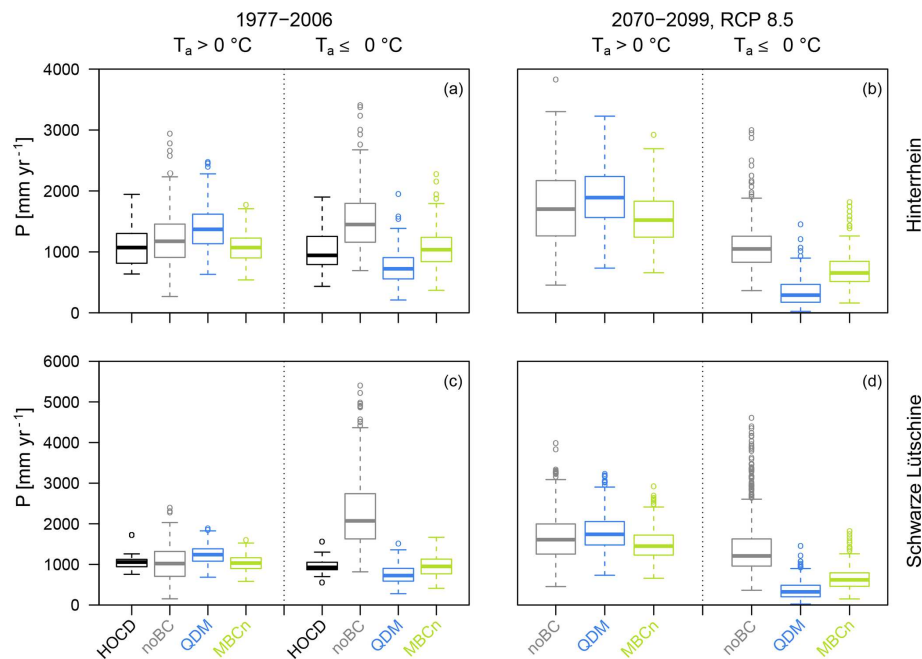 1977−2006
2070−2099, RCP 8.5
Ta > 0 °C
Ta ≤ 0 °C
Ta > 0 °C
Ta ≤ 0 °C
P [mm yr-1]
4000
3000
2000
1000
0
(a)
(b)
Hinterrhein
P [mm yr-1]
6000
5000
4000
3000
2000
1000
0
(c)
(d)
Schwarze Lütschine
HOCD
noBC
QDM
MBCn
HOCD
noBC
QDM
MBCn
noBC
QDM
MBCn
noBC
QDM
MBCn